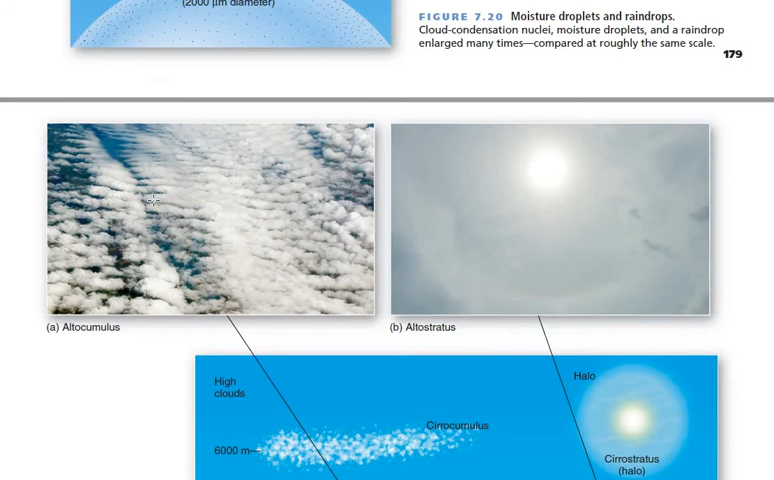 (2000 μm diameter)
FIGURE 7.20 Moisture droplets and raindrops.
Cloud-condensation nuclei, moisture droplets, and a raindrop
enlarged many times—compared at roughly the same scale.
179
(a) Altocumulus
(b) Altostratus
High
clouds
Halo
Cirrocumulus
6000 m
Cirrostratus
(halo)